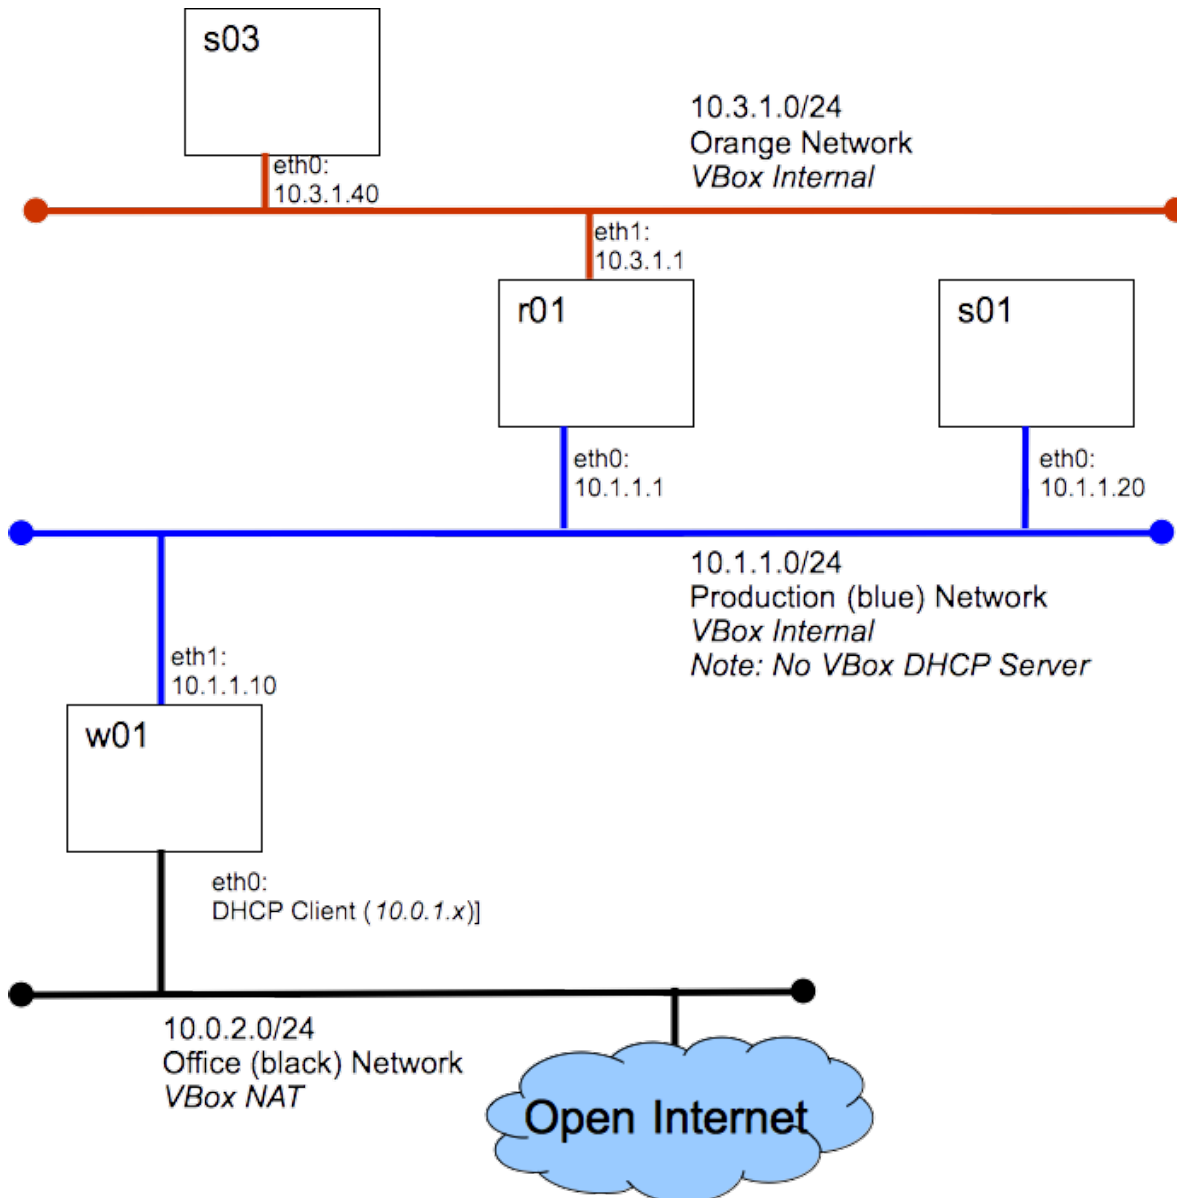 s03
eth0:
10.3.1.40
10.3.1.0/24
Orange Network
VBox Internal
eth1:
10.3.1.1
r01
s01
eth0:
10.1.1.1
eth0:
10.1.1.20
10.1.1.0/24
Production (blue) Network
VBox Internal
Note: No VBox DHCP Server
eth1:
10.1.1.10
w01
eth0:
DHCP Client (10.0.1.x)]
10.0.2.0/24
Office (black) Network
VBox NAT
Open Internet